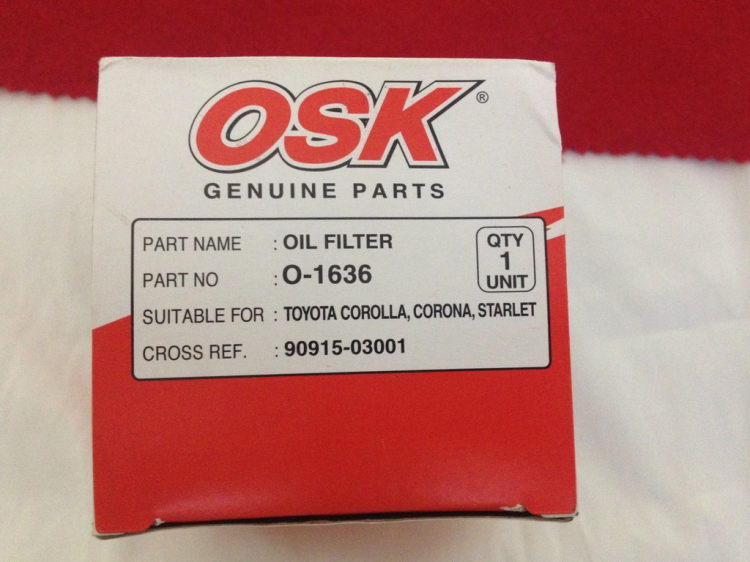 OSK®
GENUINE PARTS
PART NAME : OIL FILTER
QTY
1
UNIT
PART NO : O-1636
SUITABLE FOR : TOYOTA COROLLA, CORONA, STARLET
CROSS REF. : 90915-03001